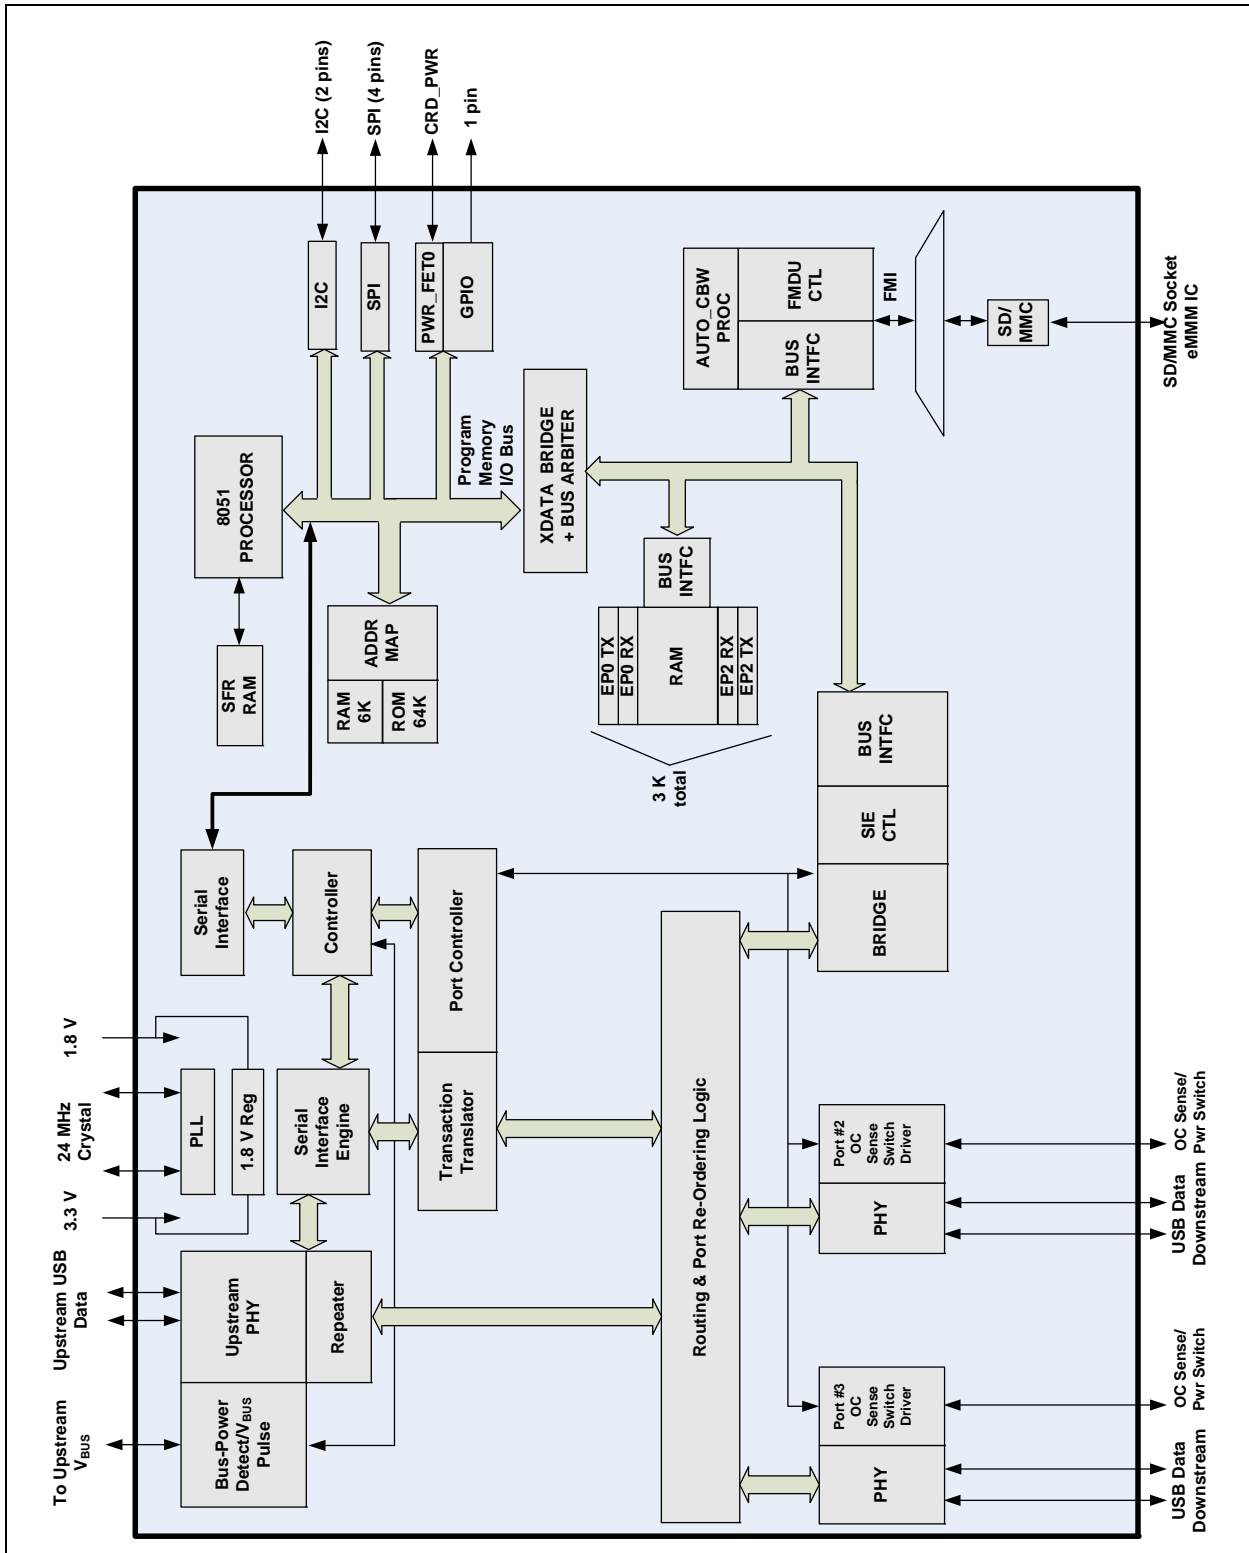 To Upstream
VBUS
Upstream USB
Data
3.3 V
24 MHz
Crystal
1.8 V
I2C (2 pins)
SPI (4 pins)
CRD_PWR
1 pin
Bus-Power
Detect/VBUS
Pulse
Upstream
PHY
Repeater
PLL
1.8 V Reg
Serial
Interface
Engine
Serial
Interface
Controller
Transaction
Translator
Port Controller
SFR
RAM
8051
PROCESSOR
I2C
SPI
PWR_FET0
GPIO
RAM
6K
ROM
64K
ADDR
MAP
Program
Memory
I/O Bus
XDATA BRIDGE
+ BUS ARBITER
3 K
total
EP0 TX
EP0 RX
RAM
EP2 RX
EP2 TX
BUS
INTFC
AUTO_CBW
PROC
BUS
INTFC
FMDU
CTL
FMI
SD/
MMC
SD/MMC Socket
eMMM IC
Routing & Port Re-Ordering Logic
BRIDGE
SIE
CTL
BUS
INTFC
PHY
Port #3
OC
Sense
Switch
Driver
PHY
Port #2
OC
Sense
Switch
Driver
USB Data
Downstream
OC Sense/
Pwr Switch
USB Data
Downstream
OC Sense/
Pwr Switch